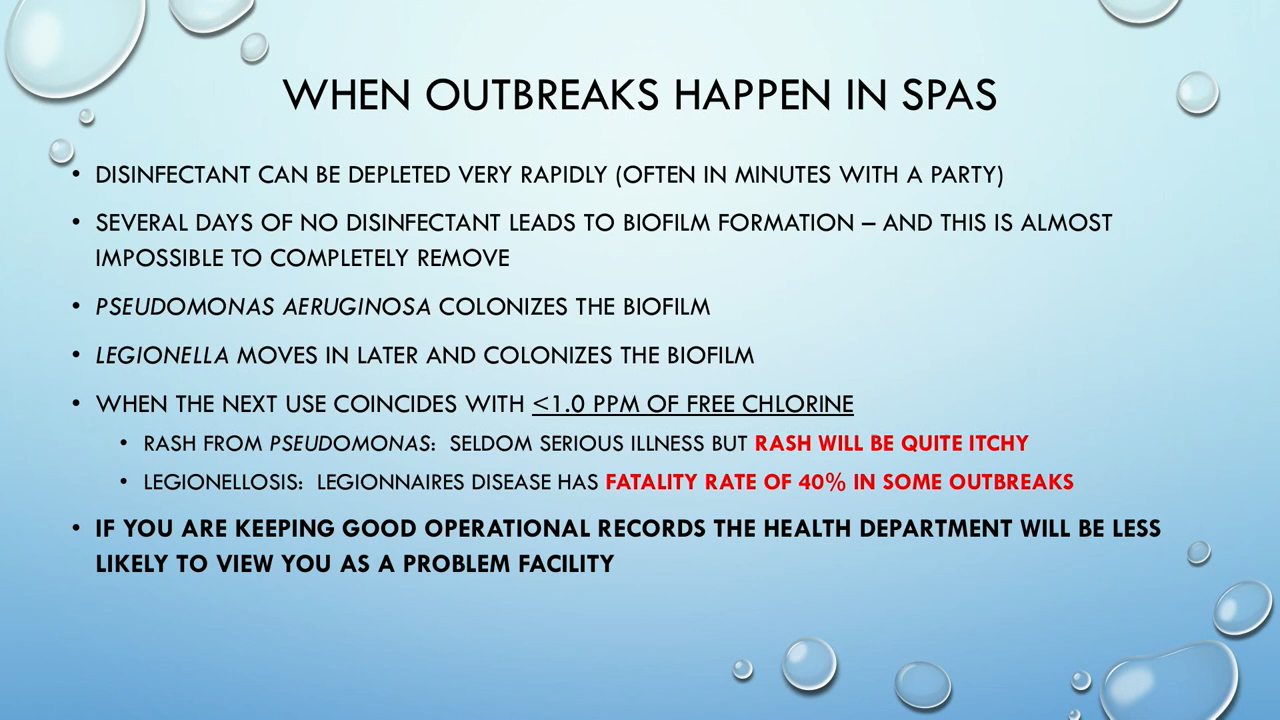 WHEN OUTBREAKS HAPPEN IN SPAS
• DISINFECTANT CAN BE DEPLETED VERY RAPIDLY (OFTEN IN MINUTES WITH A PARTY)
• SEVERAL DAYS OF NO DISINFECTANT LEADS TO BIOFILM FORMATION – AND THIS IS ALMOST
IMPOSSIBLE TO COMPLETELY REMOVE
• PSEUDOMONAS AERUGINOSA COLONIZES THE BIOFILM
• LEGIONELLA MOVES IN LATER AND COLONIZES THE BIOFILM
• WHEN THE NEXT USE COINCIDES WITH <1.0 PPM OF FREE CHLORINE
• RASH FROM PSEUDOMONAS: SELDOM SERIOUS ILLNESS BUT RASH WILL BE QUITE ITCHY
• LEGIONELLOSIS: LEGIONNAIRES DISEASE HAS FATALITY RATE OF 40% IN SOME OUTBREAKS
• IF YOU ARE KEEPING GOOD OPERATIONAL RECORDS THE HEALTH DEPARTMENT WILL BE LESS
LIKELY TO VIEW YOU AS A PROBLEM FACILITY